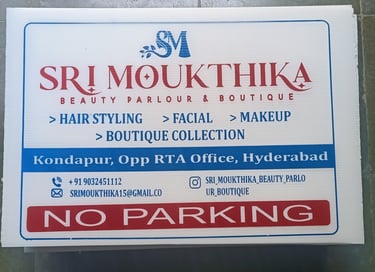 SM
SRI MOUKTHIKA
BEAUTY PARLOUR & BOUTIQUE
> HAIR STYLING > FACIAL > MAKEUP
> BOUTIQUE COLLECTION
Kondapur, Opp RTA Office, Hyderabad
+91 9032451112 SRI_MOUKTHIKA_BEAUTY_PARLO
SRIMOUKTHIKA15@GMAIL.CO UR_BOUTIQUE
NO PARKING